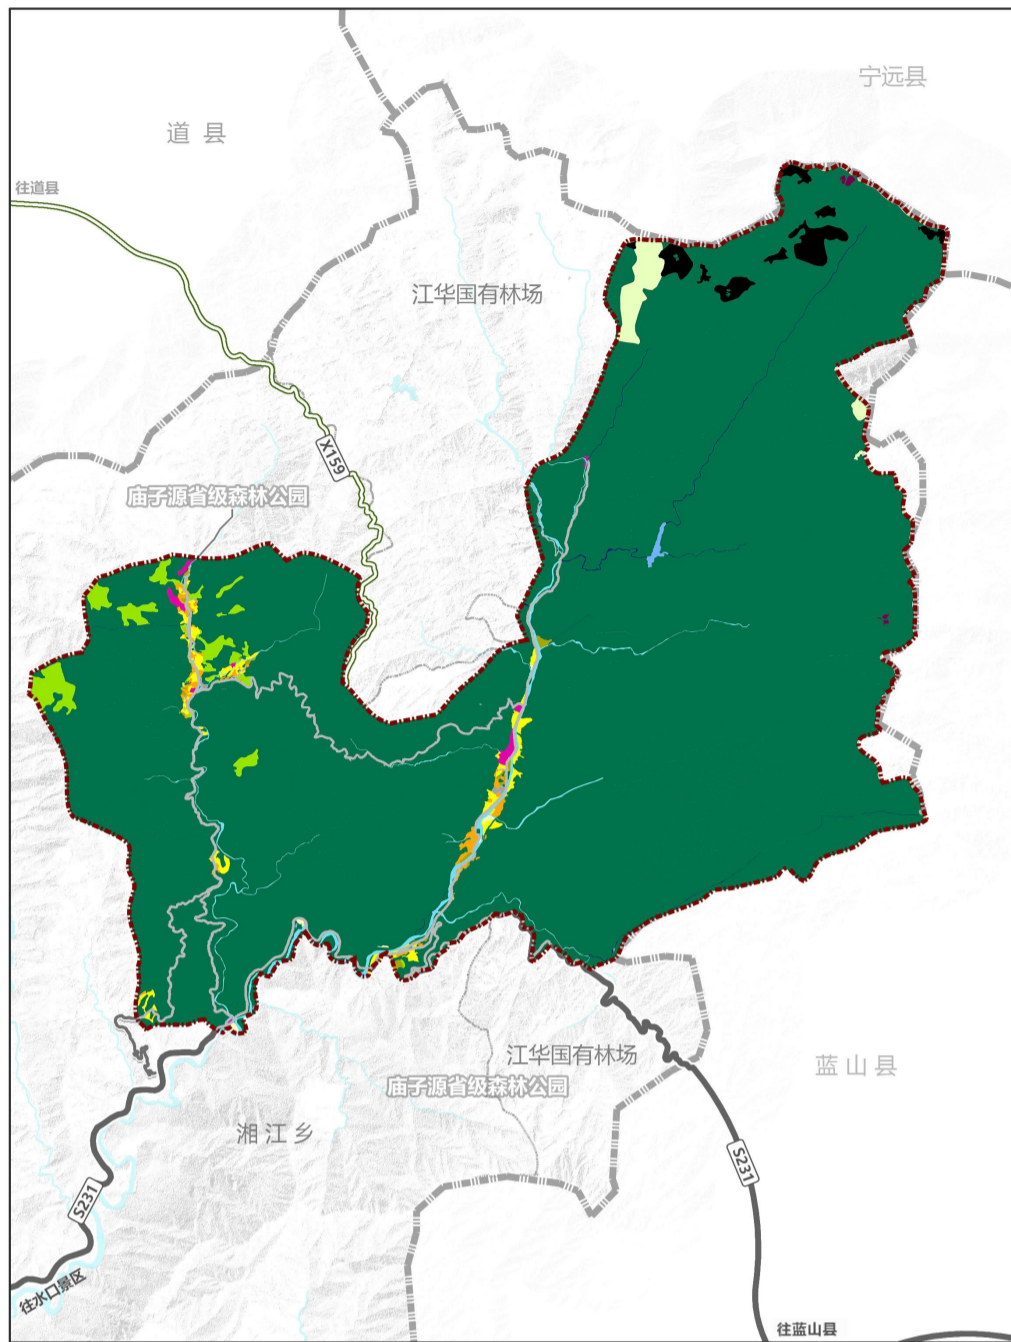 宁远县
道 县
往道县
江华国有林场
X159
庙子源省级森林公园
江华国有林场
蓝山县
庙子源省级森林公园
湘江乡
S231
S231
往水口景区
往蓝山县